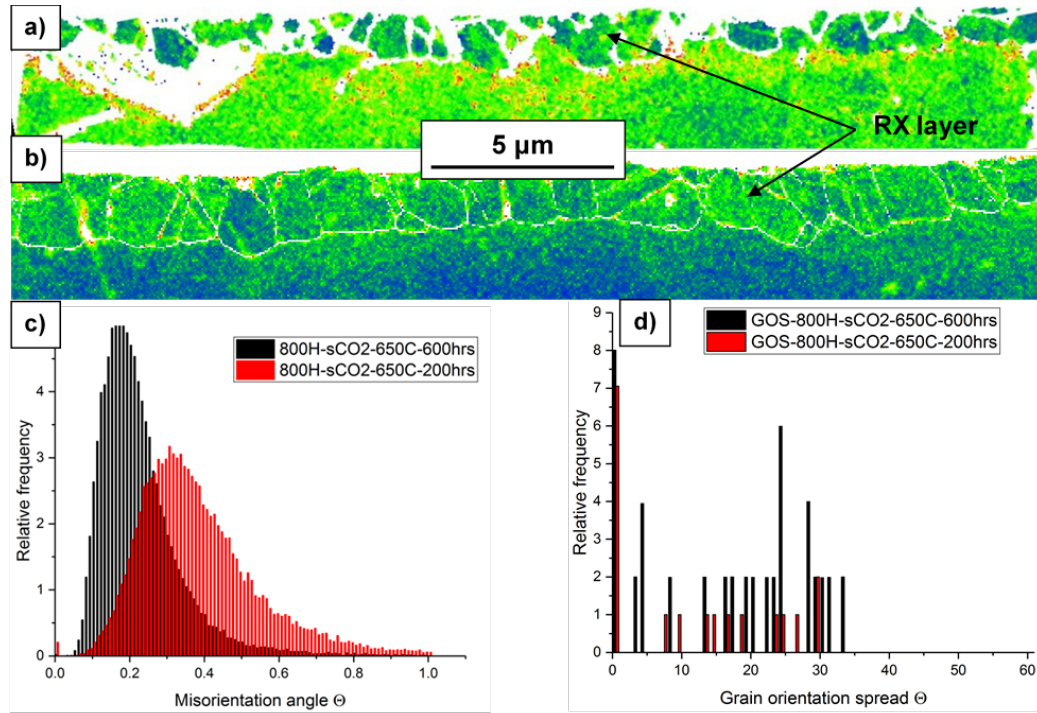 a)
RX layer
5 µm
b)
c)
800H-sCO2-650C-600hrs
800H-sCO2-650C-200hrs
Relative frequency
4
3
2
1
0
0.0 0.2 0.4 0.6 0.8 1.0
Misorientation angle Θ
d)
GOS-800H-sCO2-650C-600hrs
GOS-800H-sCO2-650C-200hrs
Relative frequency
9
8
7
6
5
4
3
2
1
0
0 10 20 30 40 50 60
Grain orientation spread Θ